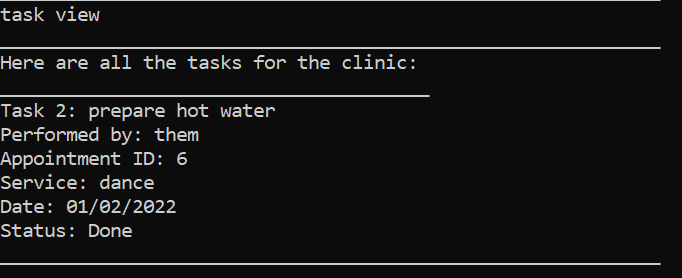 task view
Here are all the tasks for the clinic:
Task 2: prepare hot water
Performed by: them
Appointment ID: 6
Service: dance
Date: 01/02/2022
Status: Done